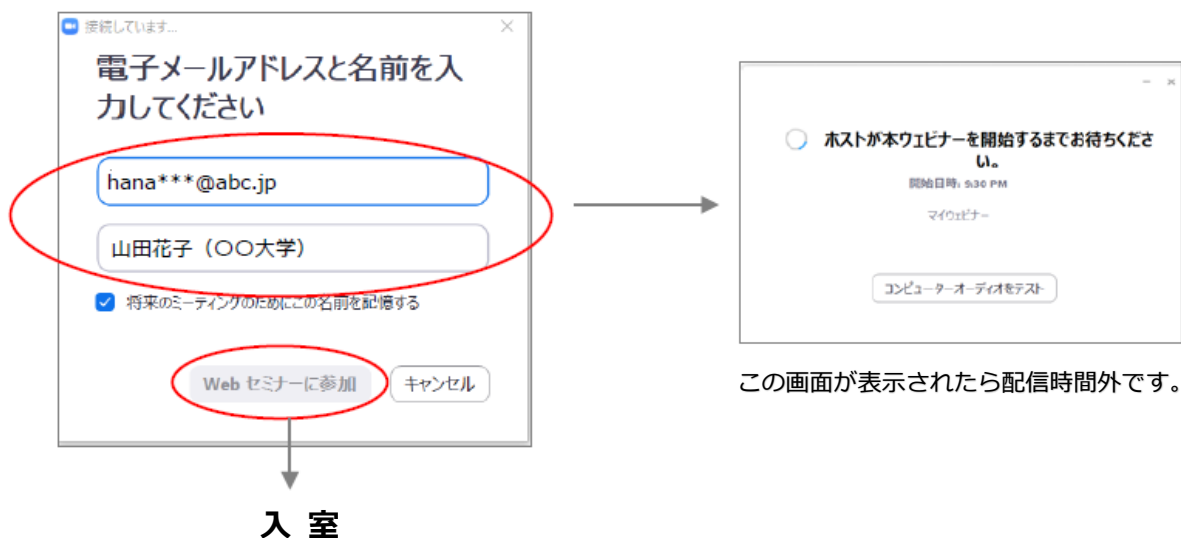 接続しています...
電子メールアドレスと名前を入
力してください
hana***@abc.jp
山田花子（〇〇大学）
将来のミーティングのためにこの名前を記憶する
Web セミナーに参加
キャンセル
入 室
ホストが本ウェビナーを開始するまでお待ちくださ
い。
開始日時: 9:30 PM
マイウェビナー
コンピューターオーディオをテスト
この画面が表示されたら配信時間外です。